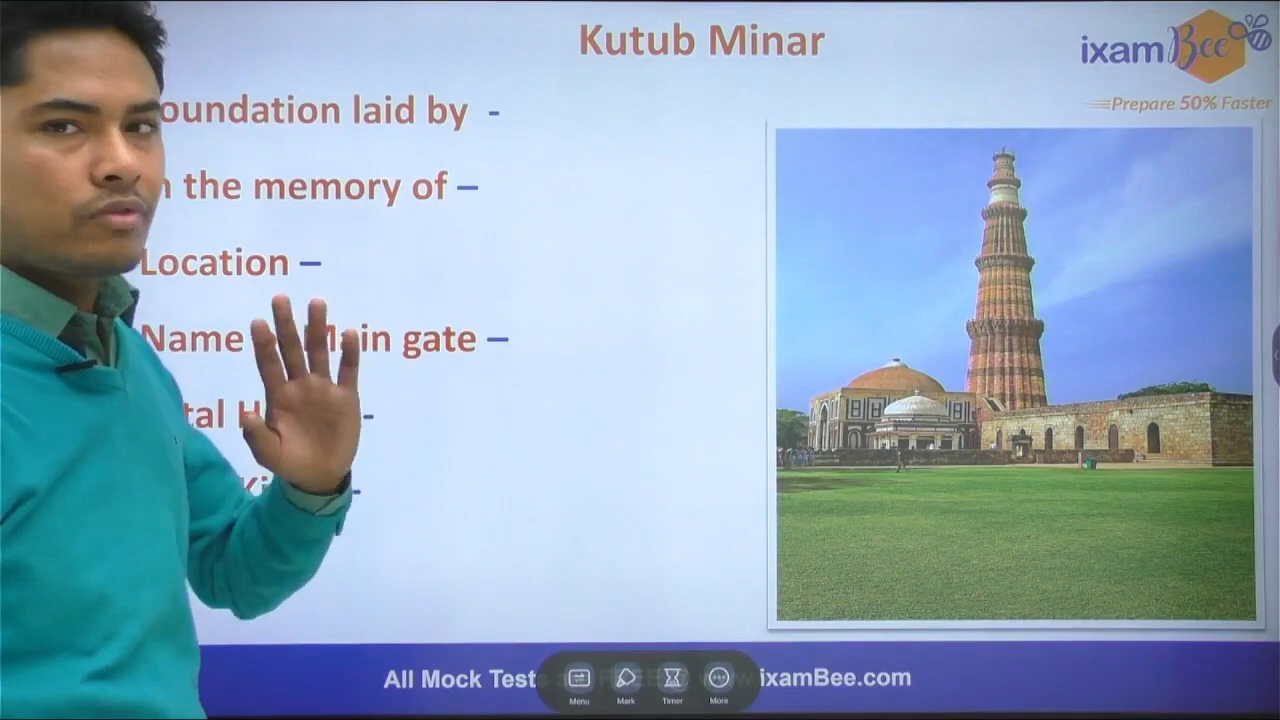 Kutub Minar
ixamBee
Prepare 50% Faster
oundation laid by -
the memory of –
Location –
Name Main gate –
-
-
All Mock Test ixamBee.com
Menu Mark Timer More